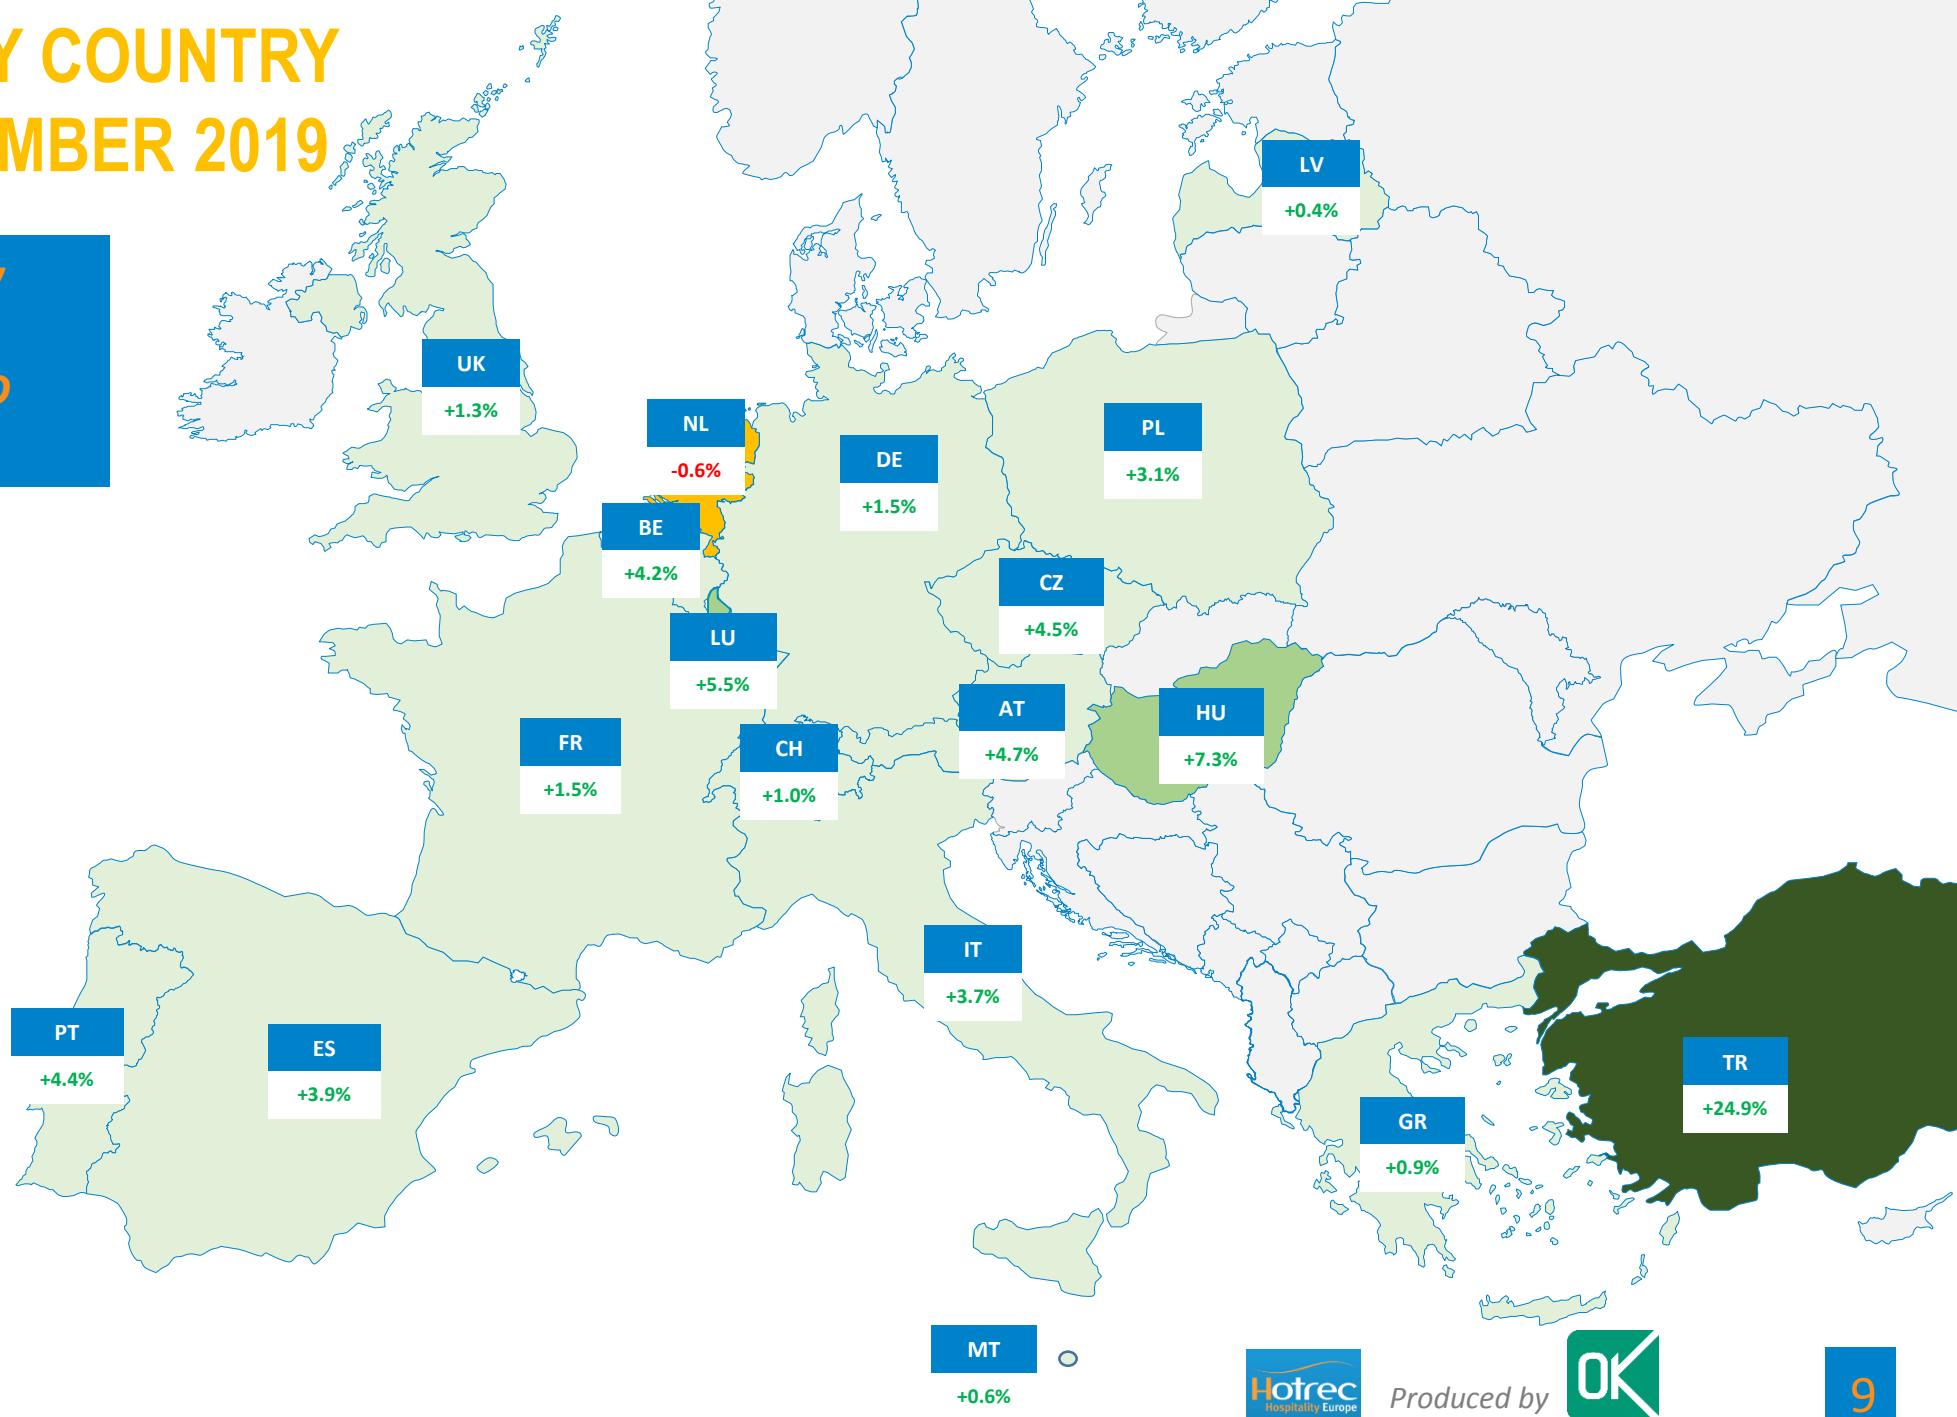 Y COUNTRY
MBER 2019
LV
+0.4%
UK
+1.3%
NL
-0.6%
PL
+3.1%
DE
+1.5%
BE
+4.2%
CZ
+4.5%
LU
+5.5%
AT
+4.7%
HU
+7.3%
FR
+1.5%
CH
+1.0%
IT
+3.7%
PT
+4.4%
ES
+3.9%
TR
+24.9%
GR
+0.9%
MT
+0.6%
Hotrec
Hospitality Europe
Produced by
OK
9